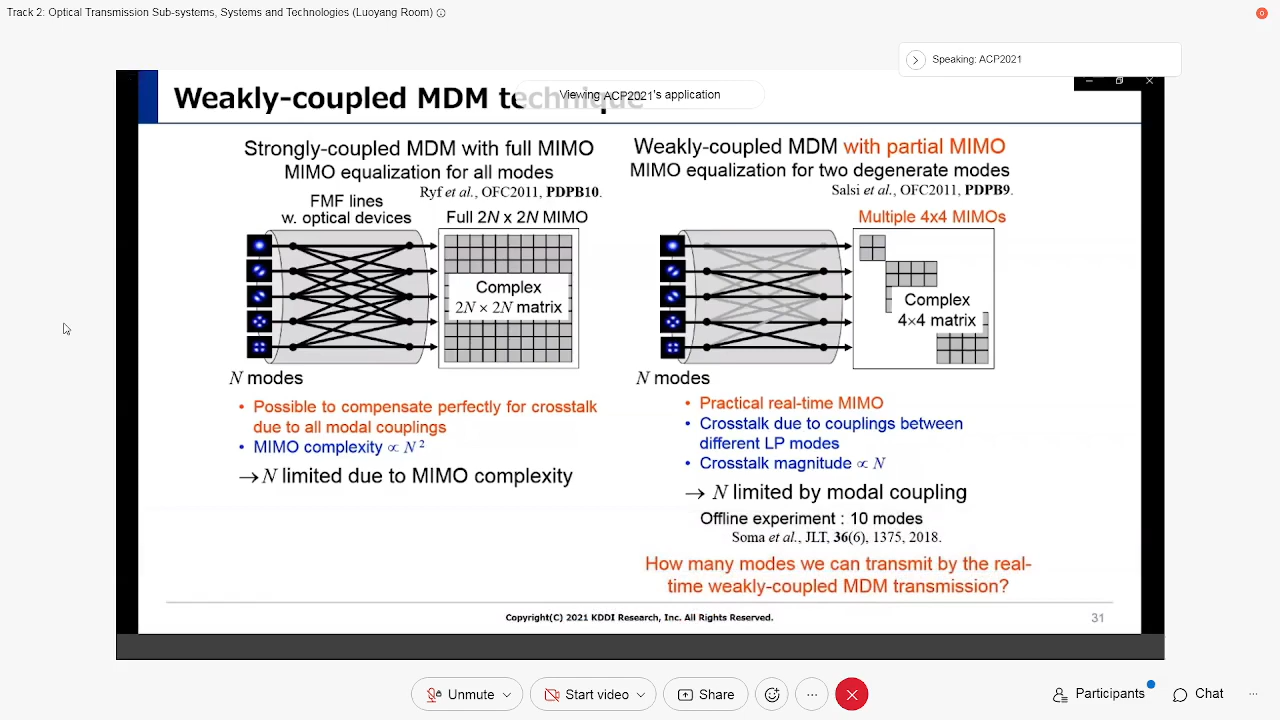 Track 2: Optical Transmission Sub-systems, Systems and Technologies (Luoyang Room)
Speaking: ACP2021
Viewing ACP2021's application
Weakly-coupled MDM technique
Strongly-coupled MDM with full MIMO
MIMO equalization for all modes
Ryf et al., OFC2011, PDPB10.
FMF lines
w. optical devices
Full 2N x 2N MIMO
Complex
2N × 2N matrix
N modes
• Possible to compensate perfectly for crosstalk
due to all modal couplings
• MIMO complexity ∝ N²
→ N limited due to MIMO complexity
Weakly-coupled MDM with partial MIMO
MIMO equalization for two degenerate modes
Salsi et al., OFC2011, PDPB9.
Multiple 4x4 MIMOs
Complex
4×4 matrix
N modes
• Practical real-time MIMO
• Crosstalk due to couplings between
different LP modes
• Crosstalk magnitude ∝ N
→ N limited by modal coupling
Offline experiment : 10 modes
Soma et al., JLT, 36(6), 1375, 2018.
How many modes we can transmit by the real-
time weakly-coupled MDM transmission?
Copyright(C) 2021 KDDI Research, Inc. All Rights Reserved.
31
Unmute
Start video
Share
Participants
Chat